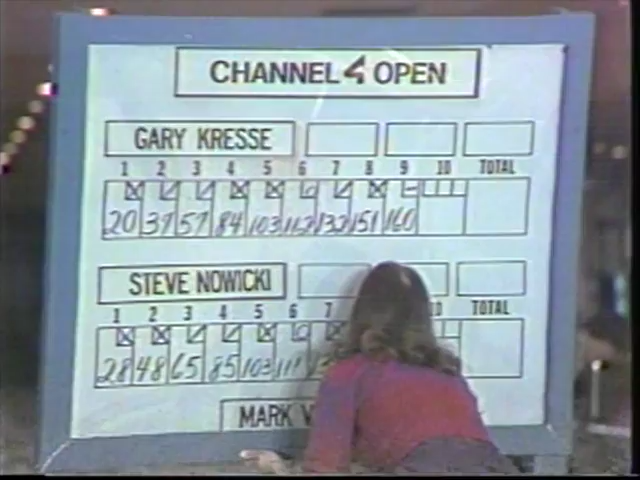 CHANNEL 4 OPEN
GARY KRESSE
1 2 3 4 5 6 7 8 9 10 TOTAL
20 37 57 84 103 112 132 151 160
STEVE NOWICKI
1 2 3 4 5 6 7 TOTAL
28 48 65 85 103 111
MARK